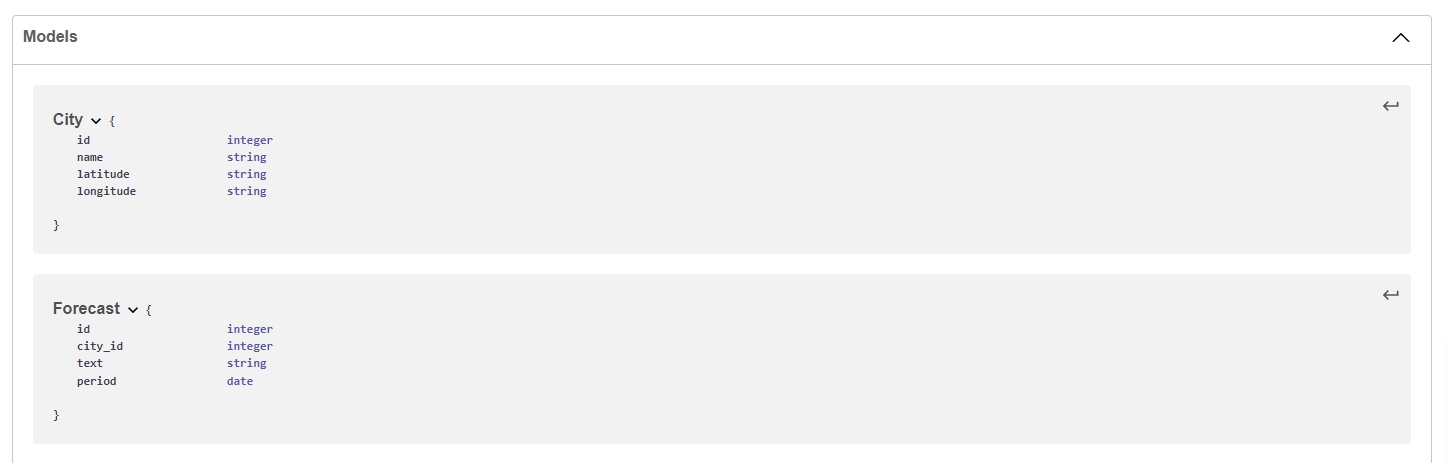 Models
City {
id integer
name string
latitude string
longitude string
}
Forecast {
id integer
city_id integer
text string
period date
}